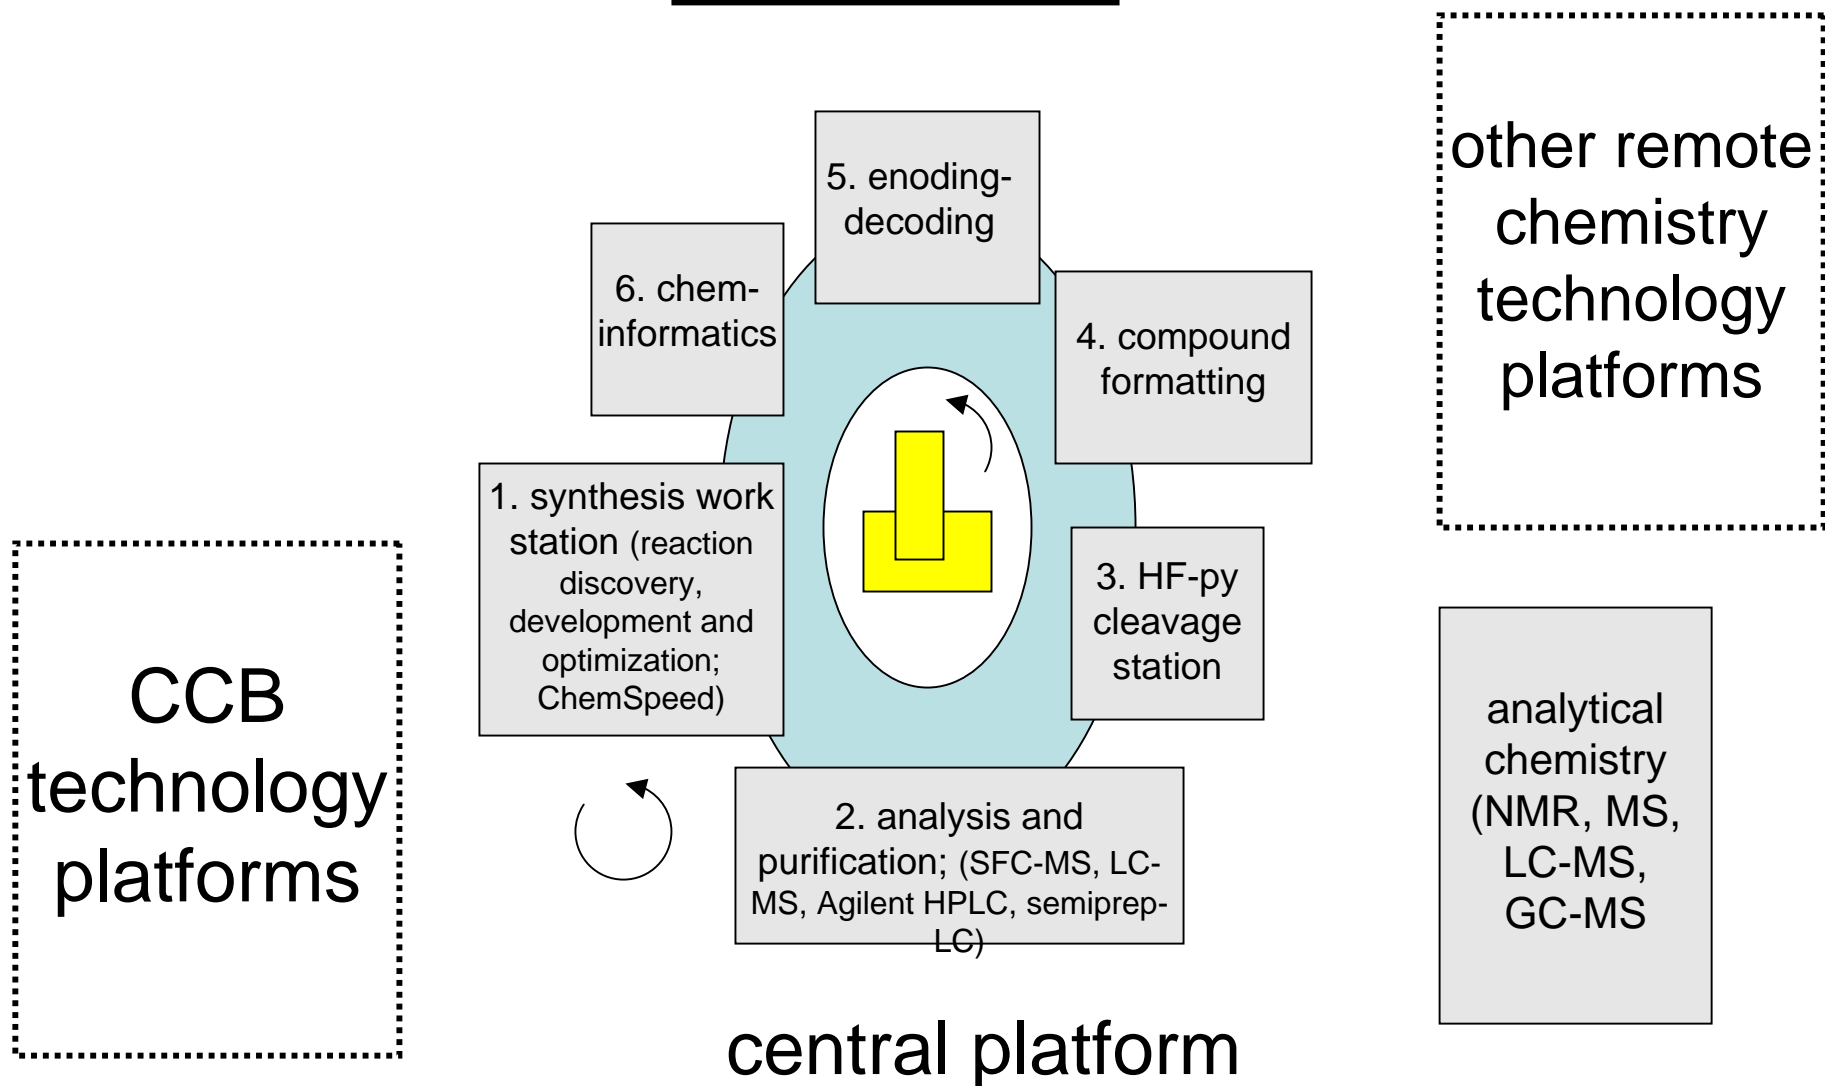 5. enoding-
decoding
6. chem-
informatics
4. compound
formatting
1. synthesis work
station (reaction
discovery,
development and
optimization;
ChemSpeed)
3. HF-py
cleavage
station
2. analysis and
purification; (SFC-MS, LC-
MS, Agilent HPLC, semiprep-
LC)
central platform
CCB
technology
platforms
other remote
chemistry
technology
platforms
analytical
chemistry
(NMR, MS,
LC-MS,
GC-MS